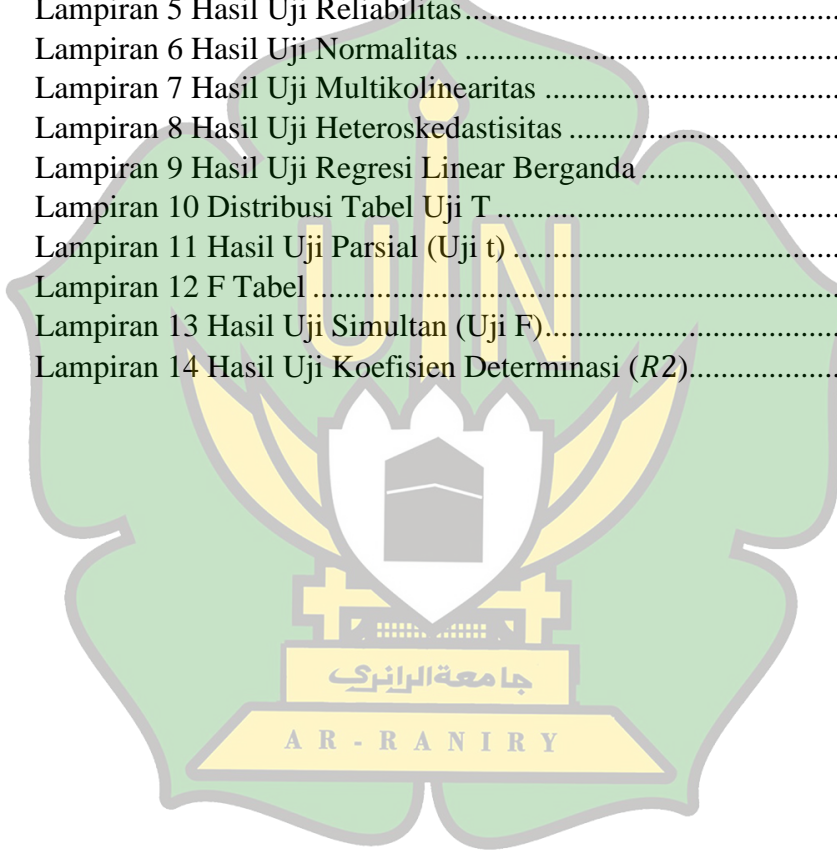 Lampiran 5 Hasil Uji Reliabilitas................................................
Lampiran 6 Hasil Uji Normalitas ................................................
Lampiran 7 Hasil Uji Multikolinearitas .......................................
Lampiran 8 Hasil Uji Heteroskedastisitas ....................................
Lampiran 9 Hasil Uji Regresi Linear Berganda ...........................
Lampiran 10 Distribusi Tabel Uji T..............................................
Lampiran 11 Hasil Uji Parsial (Uji t) ...........................................
Lampiran 12 F Tabel .....................................................................
Lampiran 13 Hasil Uji Simultan (Uji F).......................................
Lampiran 14 Hasil Uji Koefisien Determinasi (R2)....................
UIN
جامعةالرانري
AR-RANIRY